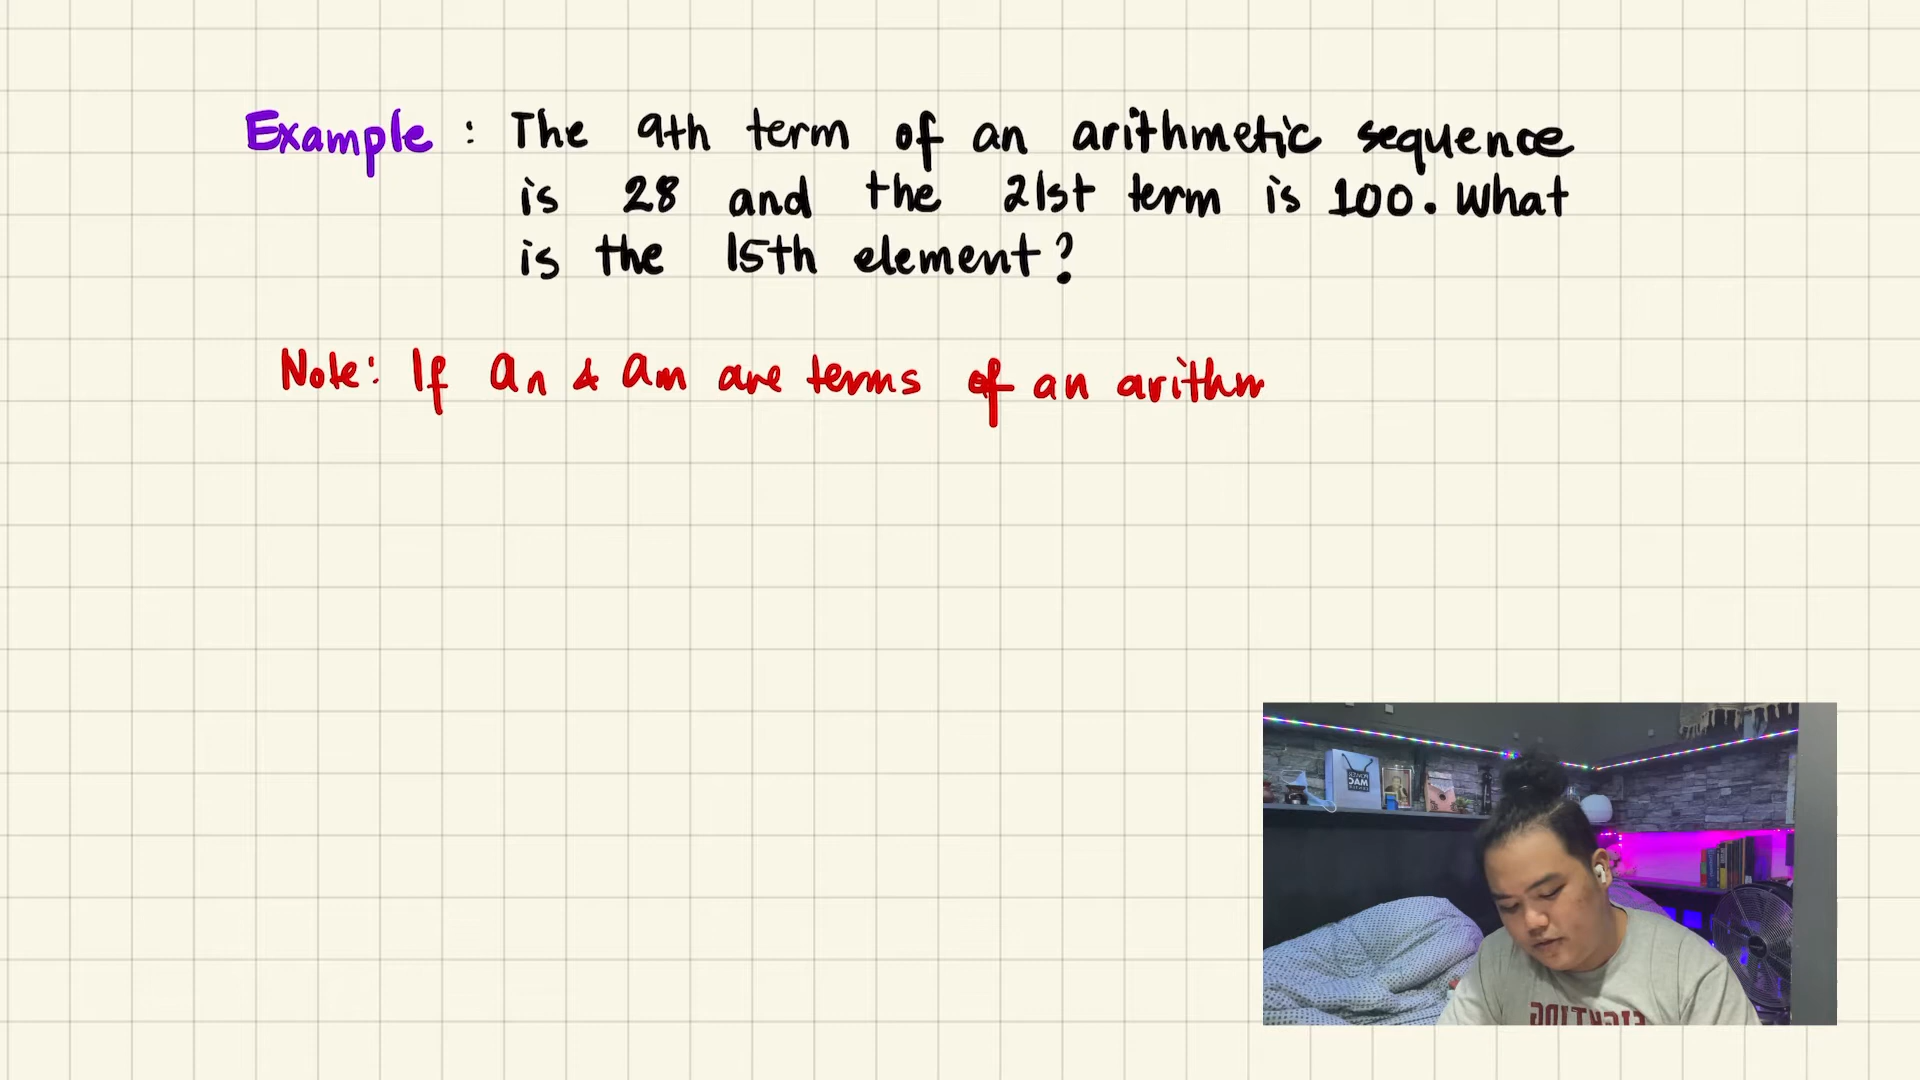 Example : The 9th term of an arithmetic sequence
is 28 and the 21st term is 100. What
is the 15th element?
Note: If an & am are terms of an arithm